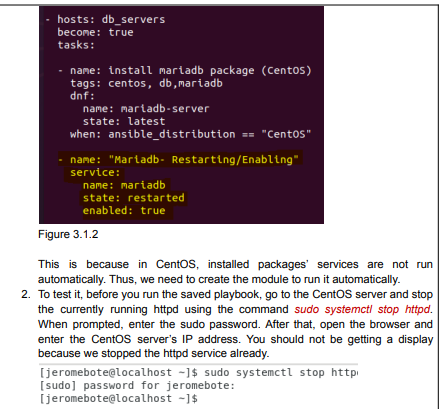 - hosts: db_servers
become: true
tasks:
- name: install mariadb package (CentOS)
tags: centos, db,mariadb
dnf:
name: mariadb-server
state: latest
when: ansible_distribution == "CentOS"
- name: "Mariadb- Restarting/Enabling"
service:
name: mariadb
state: restarted
enabled: true
Figure 3.1.2
This is because in CentOS, installed packages' services are not run
automatically. Thus, we need to create the module to run it automatically.
2. To test it, before you run the saved playbook, go to the CentOS server and stop
the currently running httpd using the command sudo systemctl stop httpd.
When prompted, enter the sudo password. After that, open the browser and
enter the CentOS server's IP address. You should not be getting a display
because we stopped the httpd service already.
[jeromebote@localhost ~]$ sudo systemctl stop http
[sudo] password for jeromebote:
[jeromebote@localhost ~]$